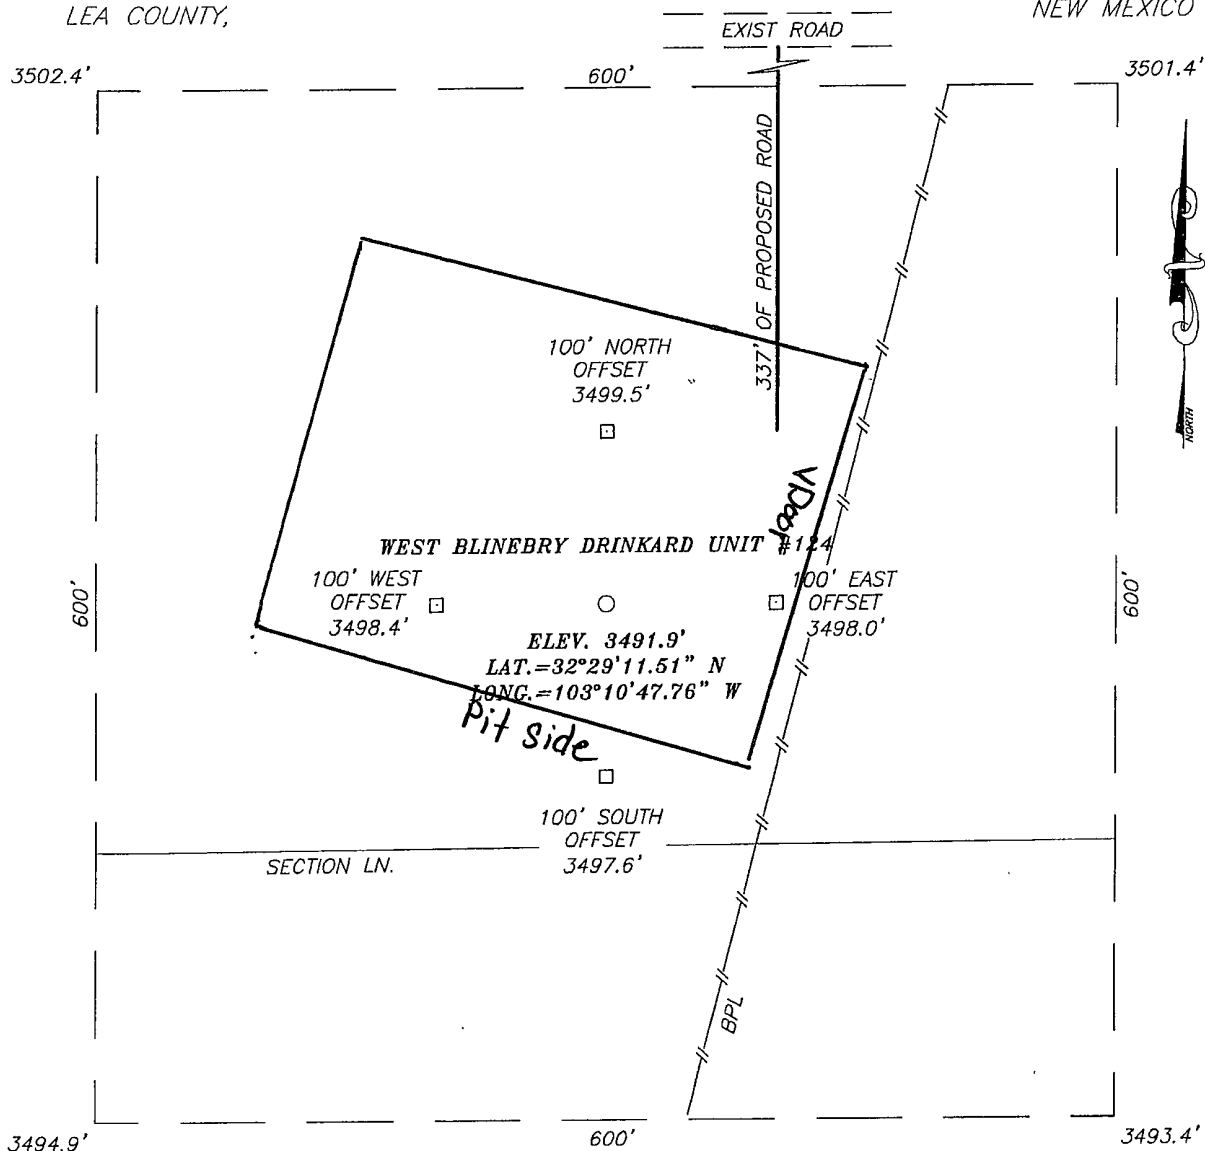 LEA COUNTY,
NEW MEXICO
EXIST ROAD
3502.4'
600'
3501.4'
337' OF PROPOSED ROAD
NORTH
100' NORTH
OFFSET
3499.5'
VDoor
WEST BLINEBRY DRINKARD UNIT #124
100' WEST
OFFSET
3498.4'
100' EAST
OFFSET
3498.0'
600'
600'
ELEV. 3491.9'
LAT.=32°29'11.51" N
LONG.=103°10'47.76" W
Pit Side
100' SOUTH
OFFSET
3497.6'
SECTION LN.
BPL
3494.9'
600'
3493.4'